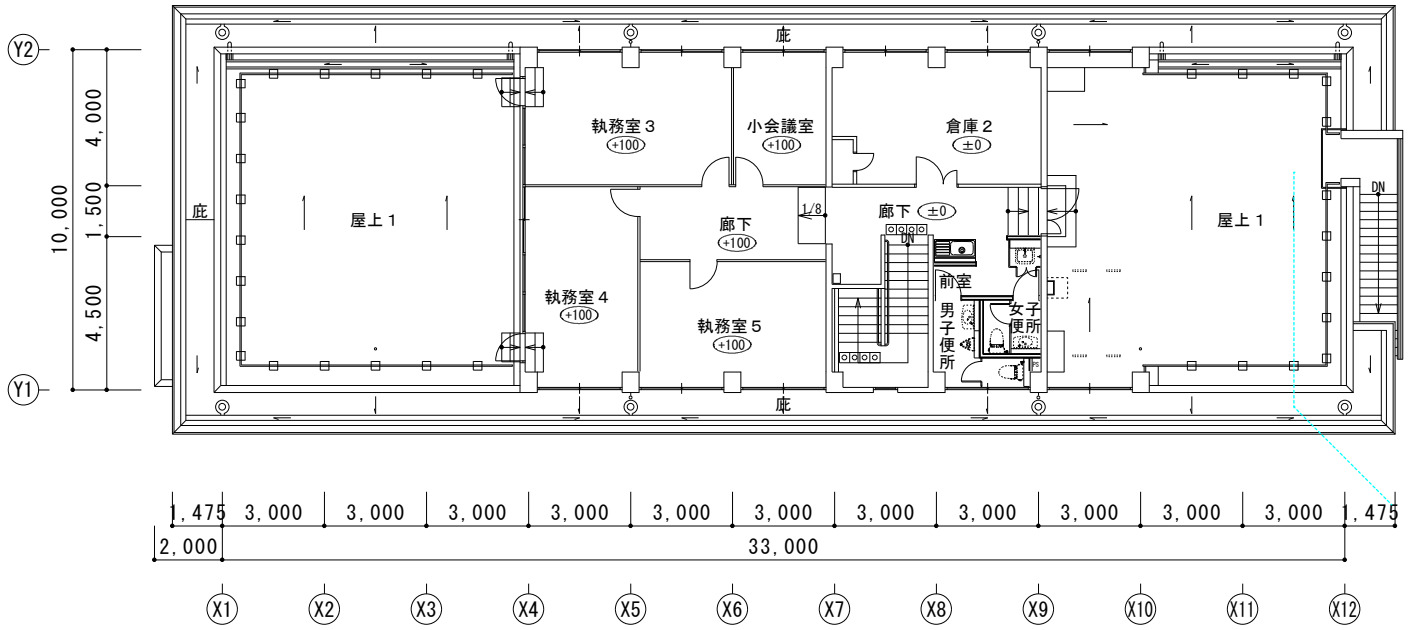 庇
Y2
執務室3
+100
小会議室
+100
倉庫2
±0
4,000
10,000
1,500
4,500
庇
屋上1
廊下
+100
1/8
廊下
±0
DN
屋上1
DN
前室
執務室4
+100
執務室5
+100
男子便所
女子
便所
PS
Y1
庇
1,475
3,000
3,000
3,000
3,000
3,000
3,000
3,000
3,000
3,000
3,000
3,000
1,475
2,000
33,000
X1
X2
X3
X4
X5
X6
X7
X8
X9
X10
X11
X12